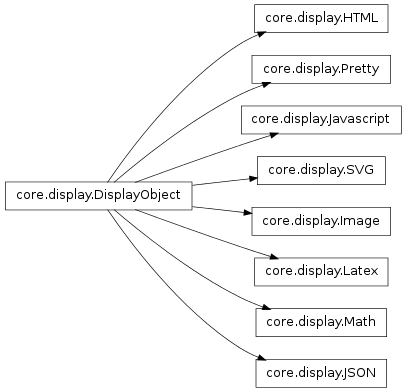 core.display.HTML
core.display.Pretty
core.display.Javascript
core.display.SVG
core.display.DisplayObject
core.display.Image
core.display.Latex
core.display.Math
core.display.JSON